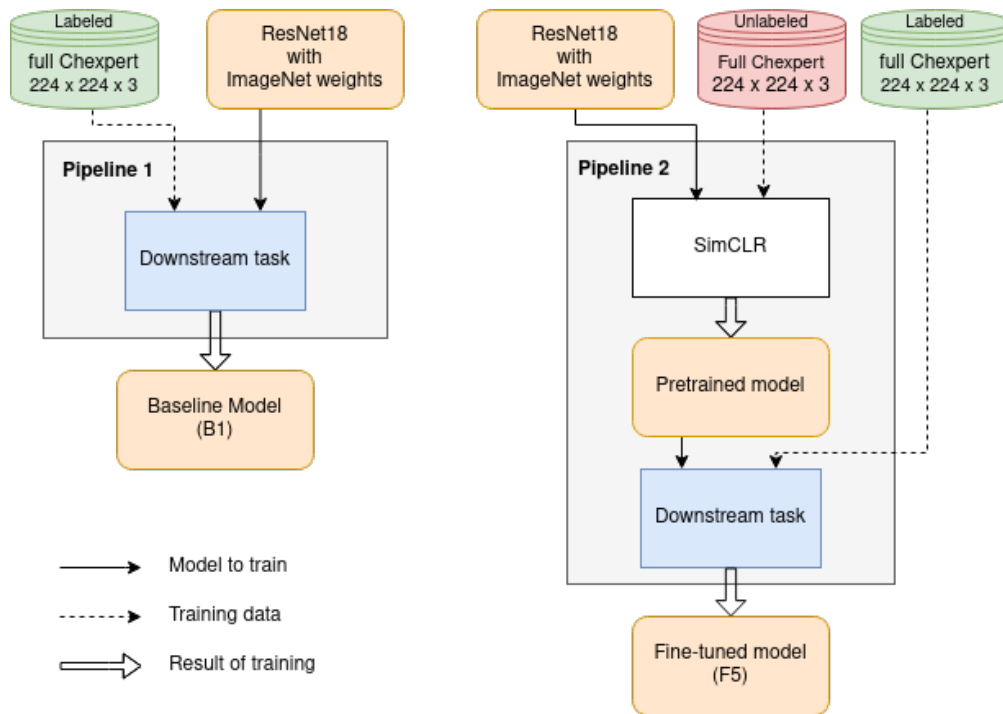 Labeled
full Chexpert
224 x 224 x 3
ResNet18
with
ImageNet weights
Pipeline 1
Downstream task
Baseline Model
(B1)
Model to train
Training data
Result of training
ResNet18
with
ImageNet weights
Unlabeled
Full Chexpert
224 x 224 x 3
Labeled
full Chexpert
224 x 224 x 3
Pipeline 2
SimCLR
Pretrained model
Downstream task
Fine-tuned model
(F5)